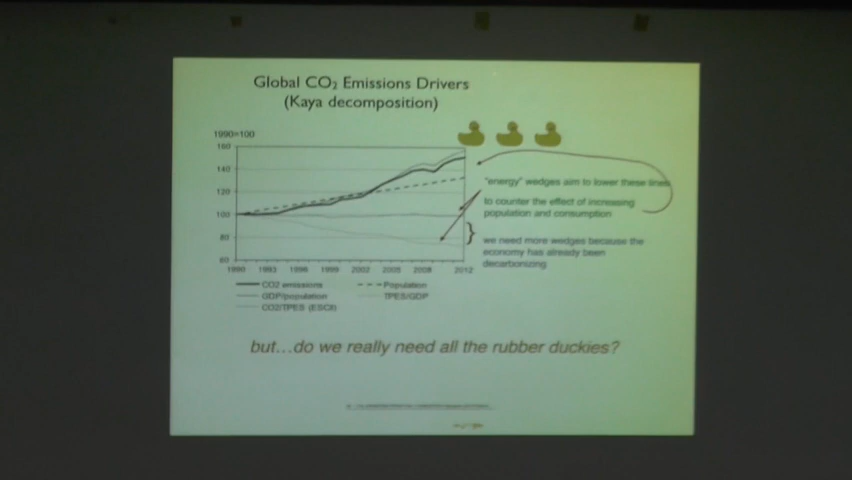 Global CO₂ Emissions Drivers
(Kaya decomposition)
1990=100
160
140
120
100
80
60
1990 1993 1996 1999 2002 2005 2008 2012
"energy" wedges aim to lower these lines
to counter the effect of increasing
population and consumption
we need more wedges because the
economy has already been
decarbonizing
CO2 emissions Population
GDP/population TPES/GDP
CO2/TPES (ESCII)
but...do we really need all the rubber duckies?